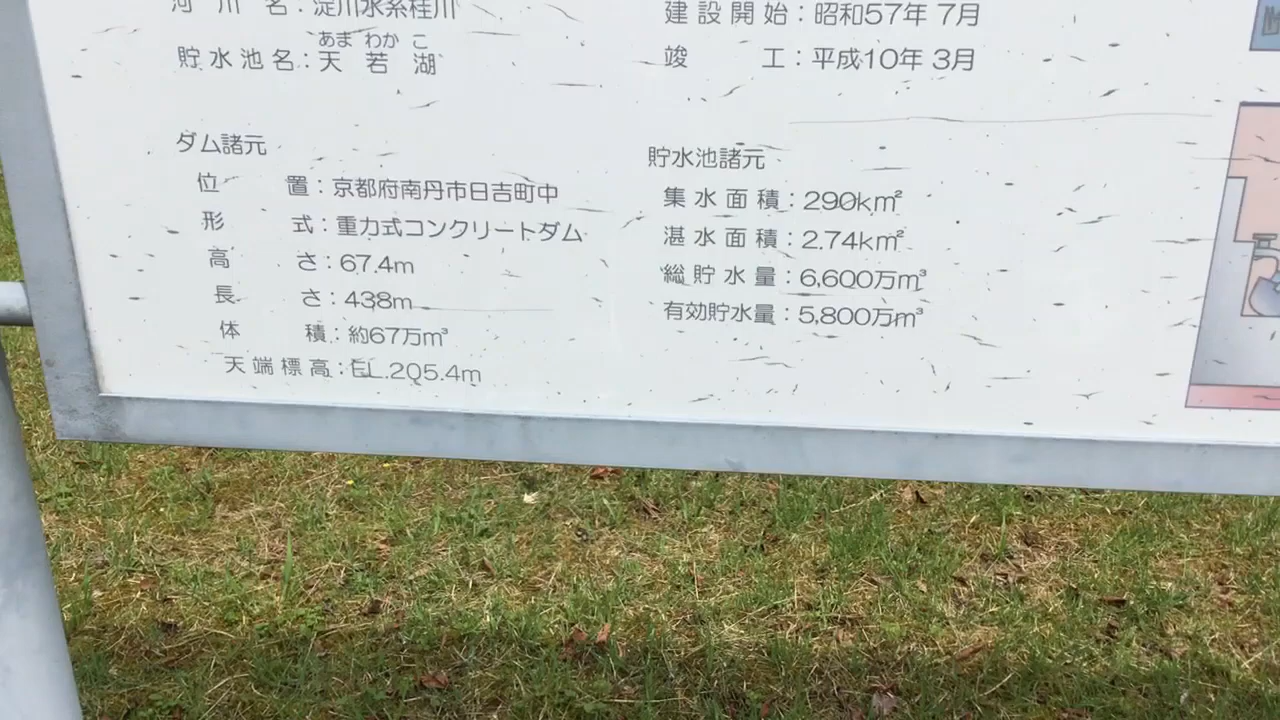 河川名：淀川水系桂川
あまわかこ
貯水池名：天若湖
ダム諸元
位置：京都府南丹市日吉町中
形式：重力式コンクリートダム
高さ：67.4m
長さ：438m
体積：約67万m³
天端標高：EL.205.4m
建設開始：昭和57年 7月
竣工：平成10年 3月
貯水池諸元
集水面積：290km²
湛水面積：2.74km²
総貯水量：6,600万m³
有効貯水量：5,800万m³